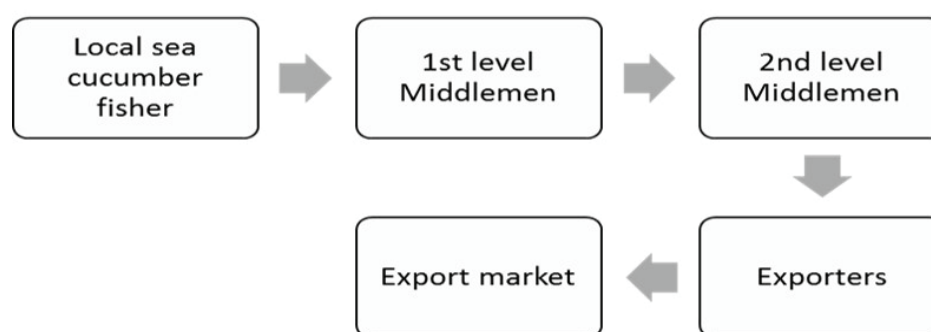 Local sea
cucumber
fisher
1st level
Middlemen
2nd level
Middlemen
Exporters
Export market